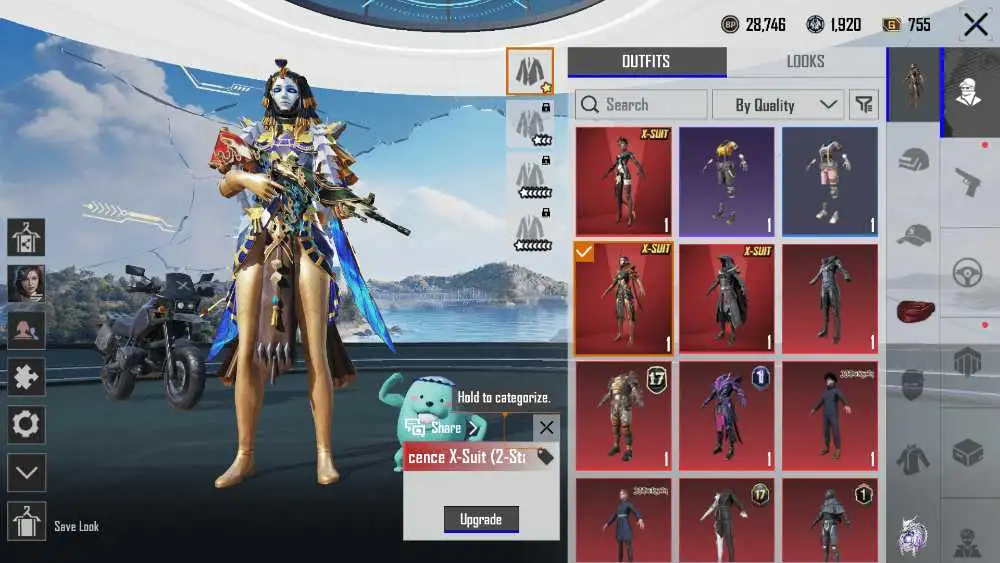 BP 28,746
1,920
G 755
OUTFITS
LOOKS
Search
By Quality
X-SUIT
1
1
1
X-SUIT
1
X-SUIT
1
1
17
1
1
1
1
17
1
Hold to categorize.
Share
cence X-Suit (2-St
Upgrade
Save Look